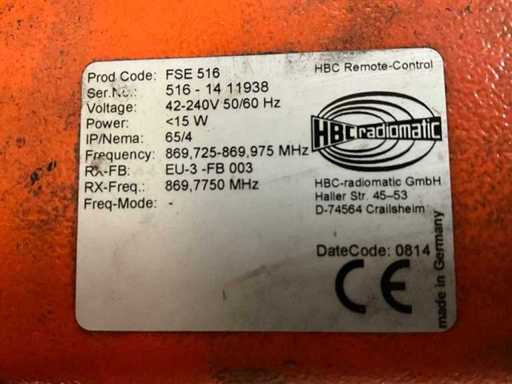 Prod Code: FSE 516
Ser.No.: 516 - 14 11938
Voltage: 42-240V 50/60 Hz
Power: <15 W
IP/Nema: 65/4
Frequency: 869,725-869,975 MHz
RX-FB: EU-3 -FB 003
RX-Freq.: 869,7750 MHz
Freq-Mode: -
HBC Remote-Control
HBC radiomatic
HBC-radiomatic GmbH
Haller Str. 45-53
D-74564 Crailsheim
DateCode: 0814
CE
made in Germany